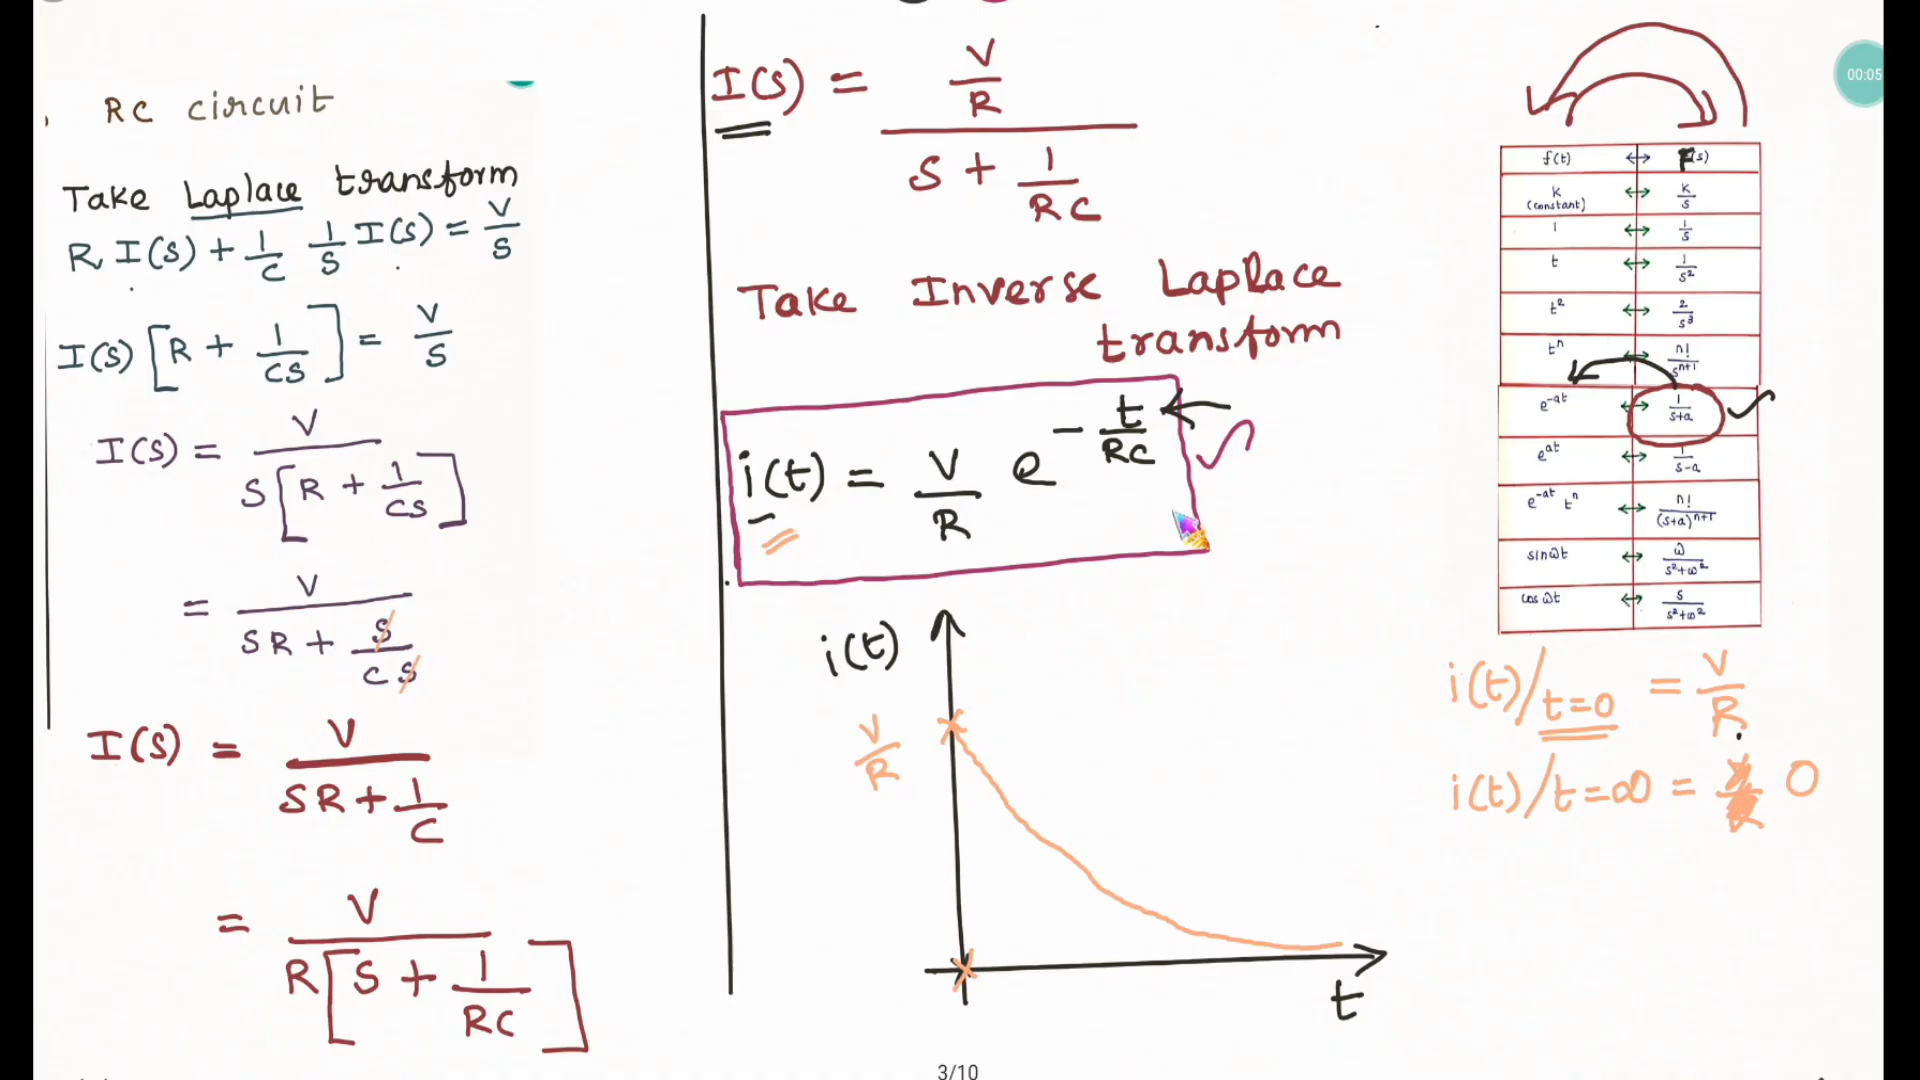 RC circuit
Take Laplace transform
R I(s) + 1/C 1/S I(s) = V/S
I(s) [R + 1/CS] = V/S
I(s) = V / S[R + 1/CS]
= V / SR + S/CS
I(s) = V / SR + 1/C
= V / R[S + 1/RC]
I(s) = V/R / S + 1/RC
Take Inverse Laplace
transform
i(t) = V/R e^-t/RC
i(t)
V/R
t
00:05
f(t) ↔ F(s)
k (constant) ↔ k/s
1 ↔ 1/s
t ↔ 1/s²
t² ↔ 2/s³
tⁿ ↔ n!/sⁿ⁺¹
e^-at ↔ 1/s+a
e^at ↔ 1/s-a
e^-at tⁿ ↔ n!/(s+a)ⁿ⁺¹
sinωt ↔ ω/s²+ω²
cos ωt ↔ s/s²+ω²
i(t)/t=0 = V/R
i(t)/t=∞ = 0
3/10